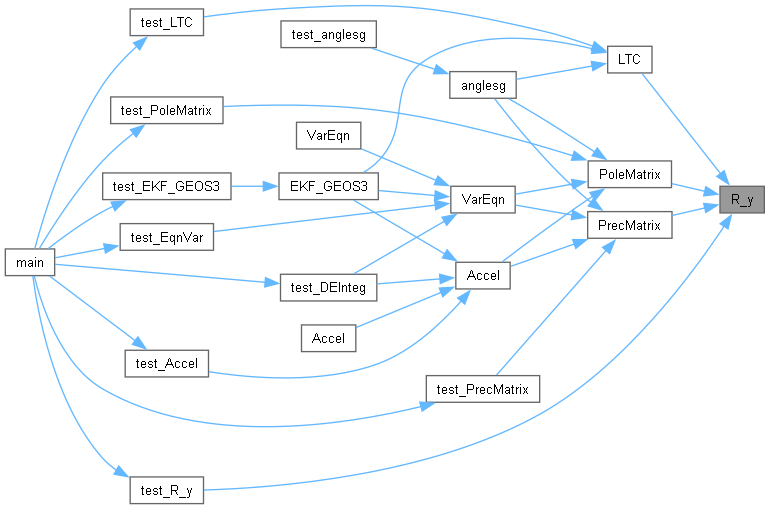 test_LTC
test_anglesg
LTC
anglesg
test_PoleMatrix
VarEqn
PoleMatrix
test_EKF_GEOS3
EKF_GEOS3
VarEqn
R_y
PrecMatrix
test_EqnVar
main
Accel
test_DEInteg
Accel
test_Accel
test_PrecMatrix
test_R_y